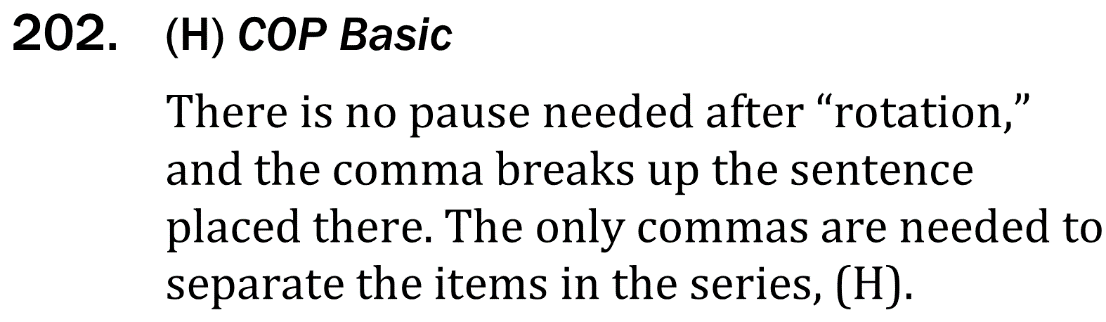 202. (H) COP Basic
There is no pause needed after “rotation,”
and the comma breaks up the sentence
placed there. The only commas are needed to
separate the items in the series, (H).